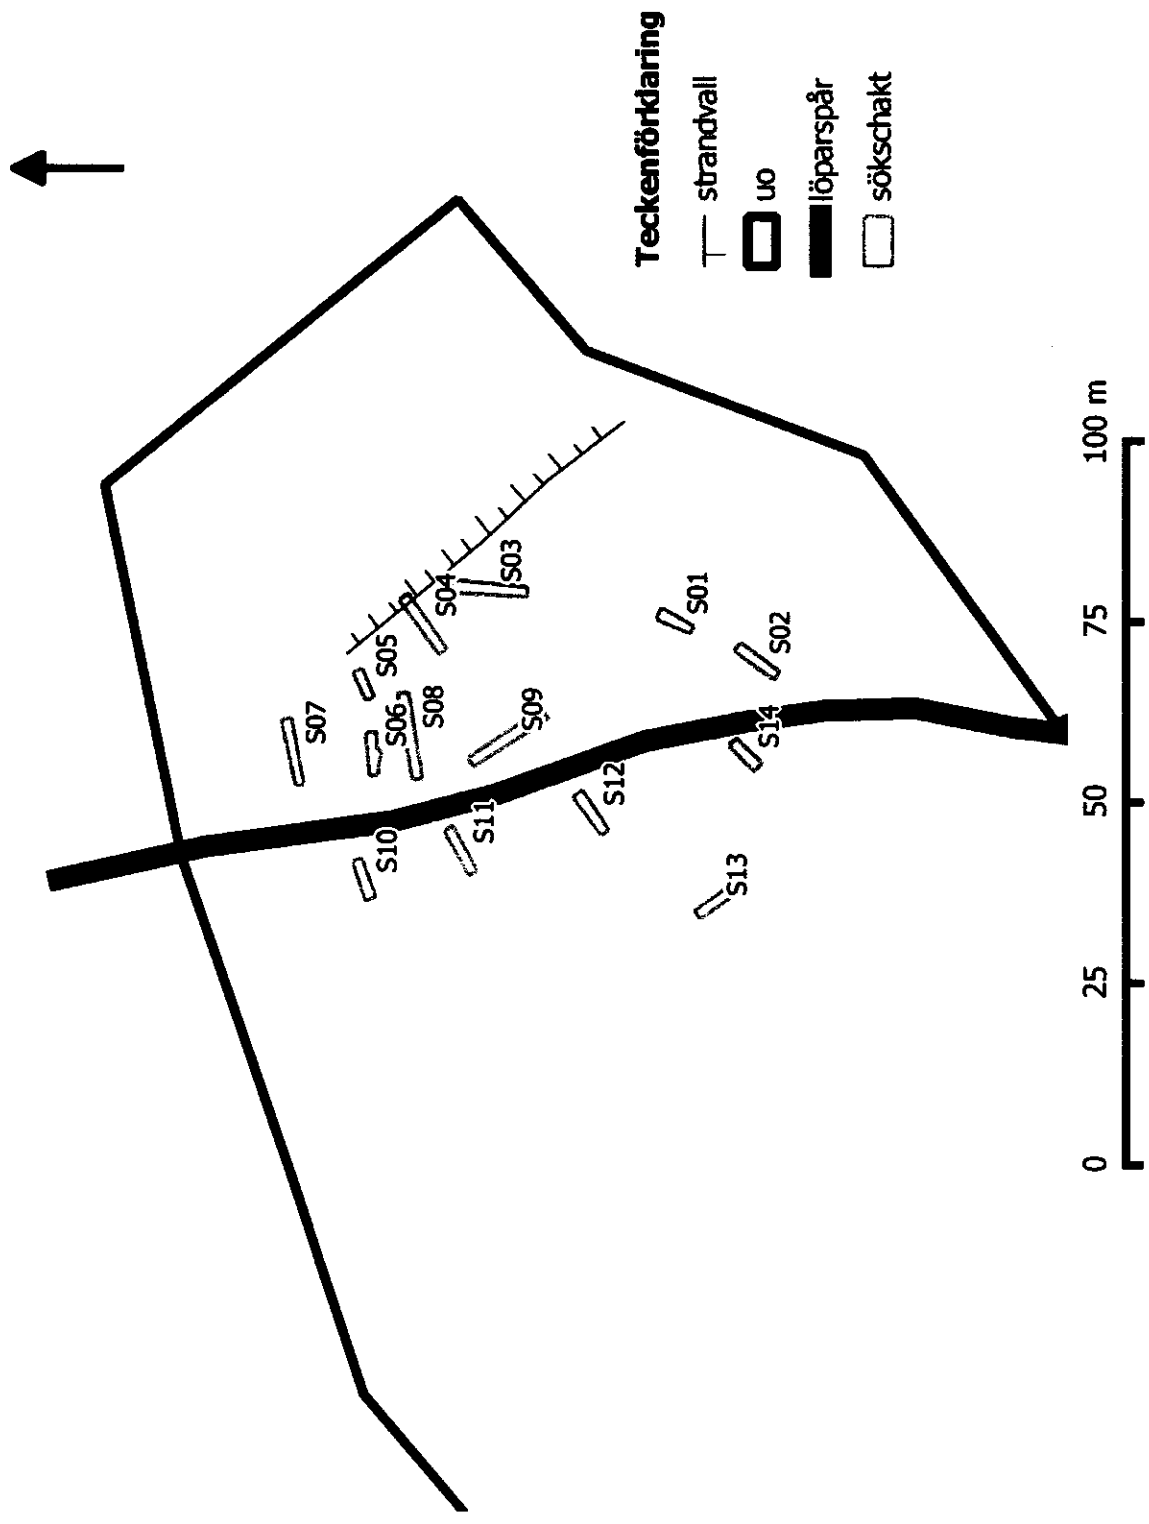 Teckenförklaring
strandvall
uo
löparspår
sökschakt
S07
S05
S06
S04
S08
S03
S10
S11
S09
S12
S01
S02
S14
S13
0 25 50 75 100 m